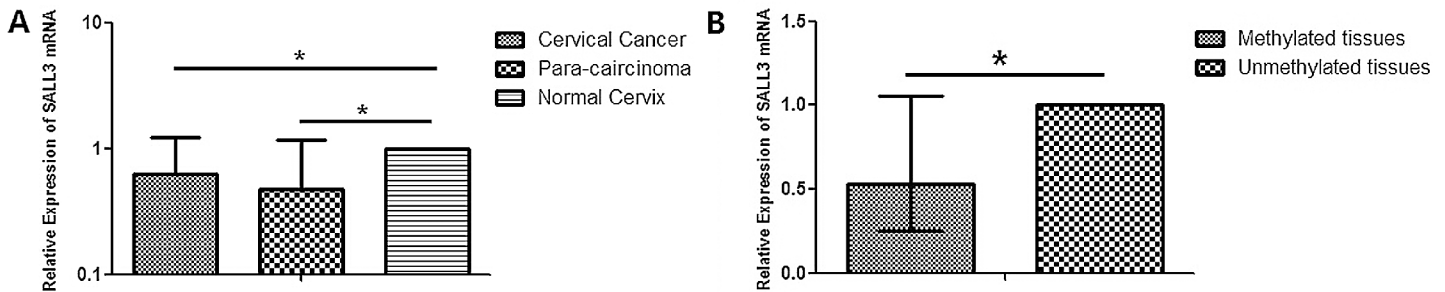 A
Relative Expression of SALL3 mRNA
10
1
0.1
*
*
Cervical Cancer
Para-caircinoma
Normal Cervix
B
Relative Expression of SALL3 mRNA
1.5
1.0
0.5
0.0
*
Methylated tissues
Unmethylated tissues